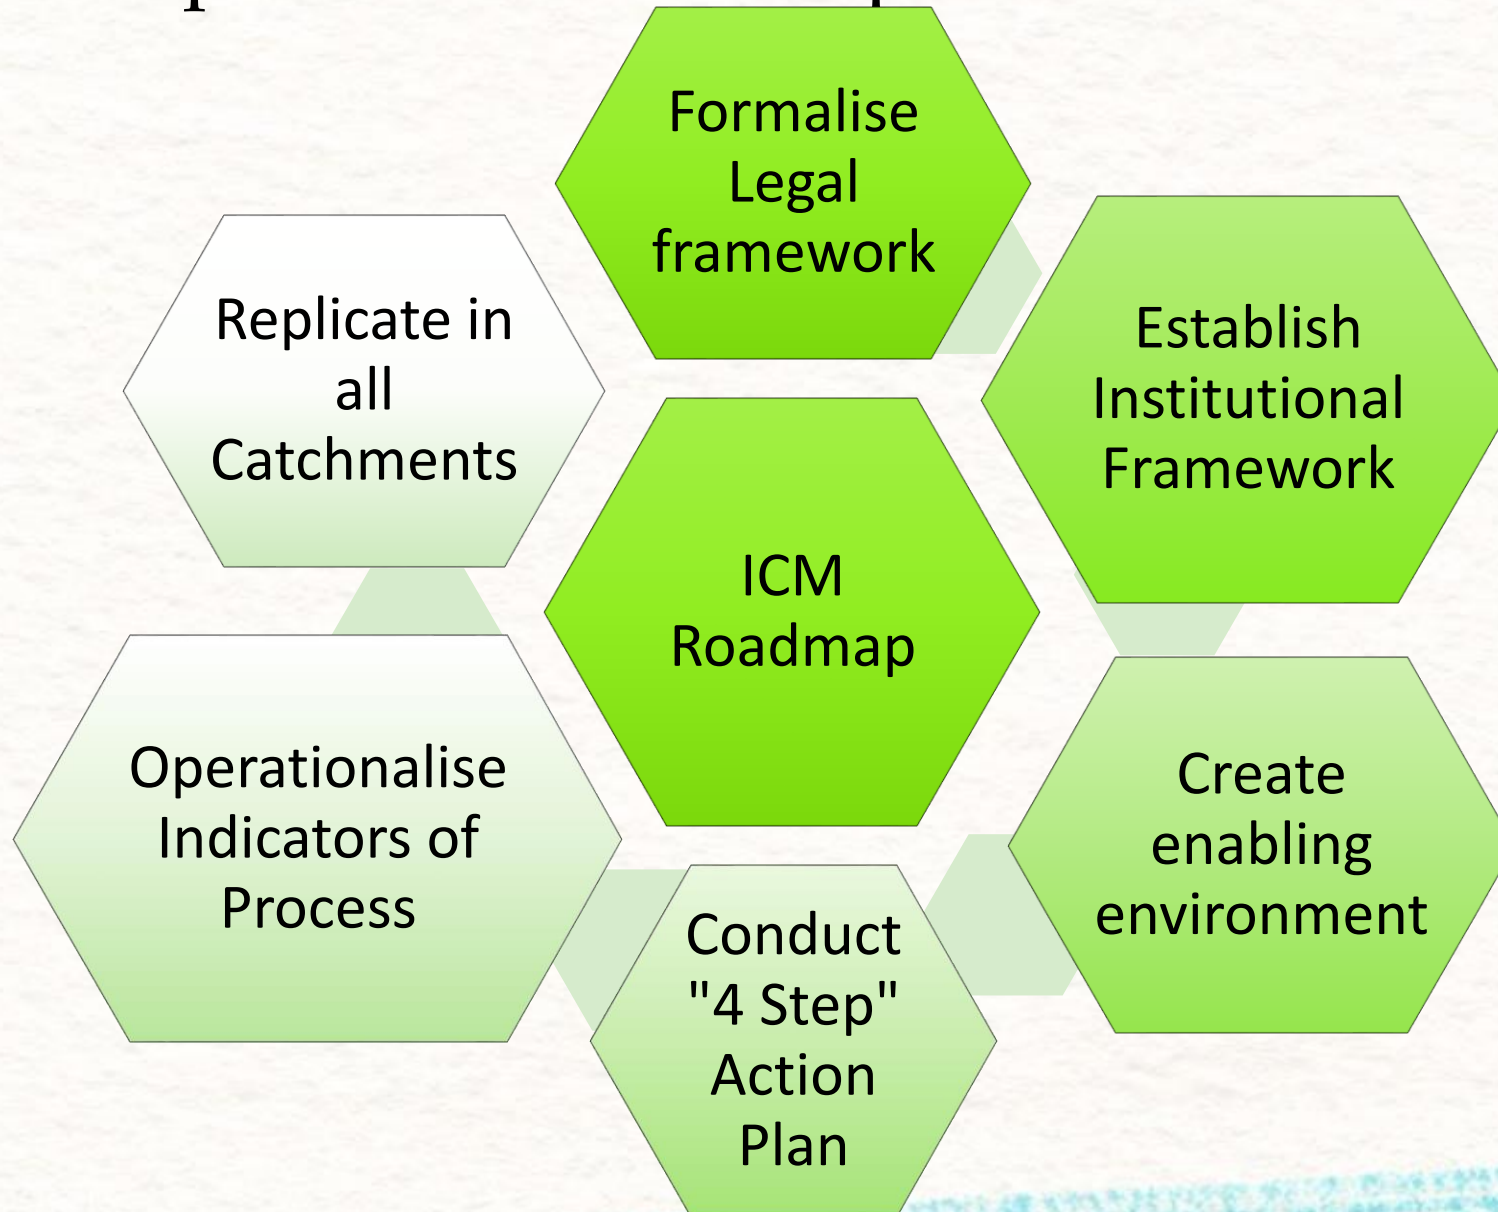 Formalise
Legal
framework
Establish
Institutional
Framework
Create
enabling
environment
Conduct
"4 Step"
Action
Plan
Operationalise
Indicators of
Process
Replicate in
all
Catchments
ICM
Roadmap